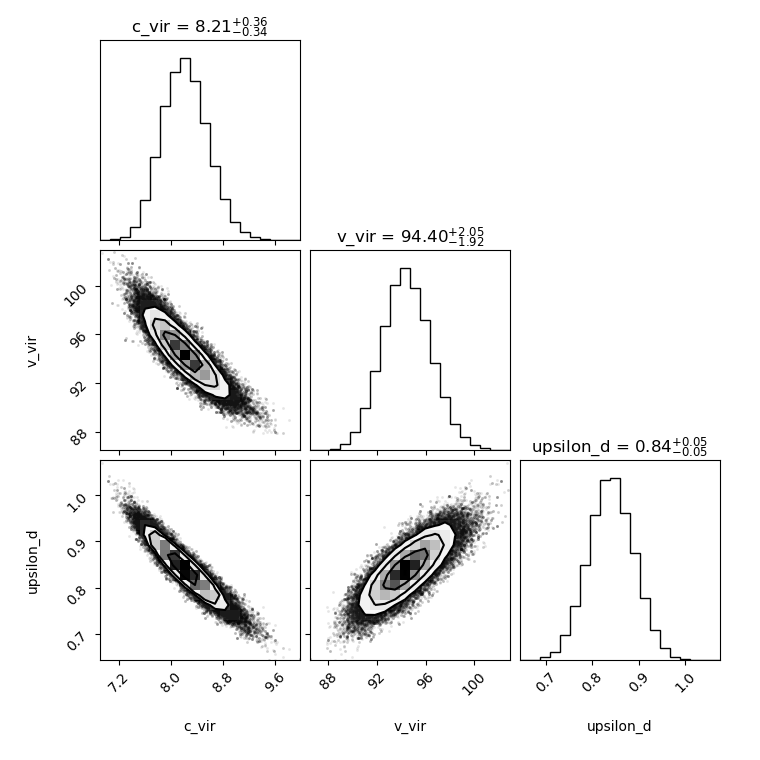 c_vir = 8.21+0.36−0.34
v_vir = 94.40+2.05−1.92
upsilon_d = 0.84+0.05−0.05
v_vir
100
96
92
88
upsilon_d
1.0
0.9
0.8
0.7
7.2 8.0 8.8 9.6
88 92 96 100
0.7 0.8 0.9 1.0
c_vir
v_vir
upsilon_d